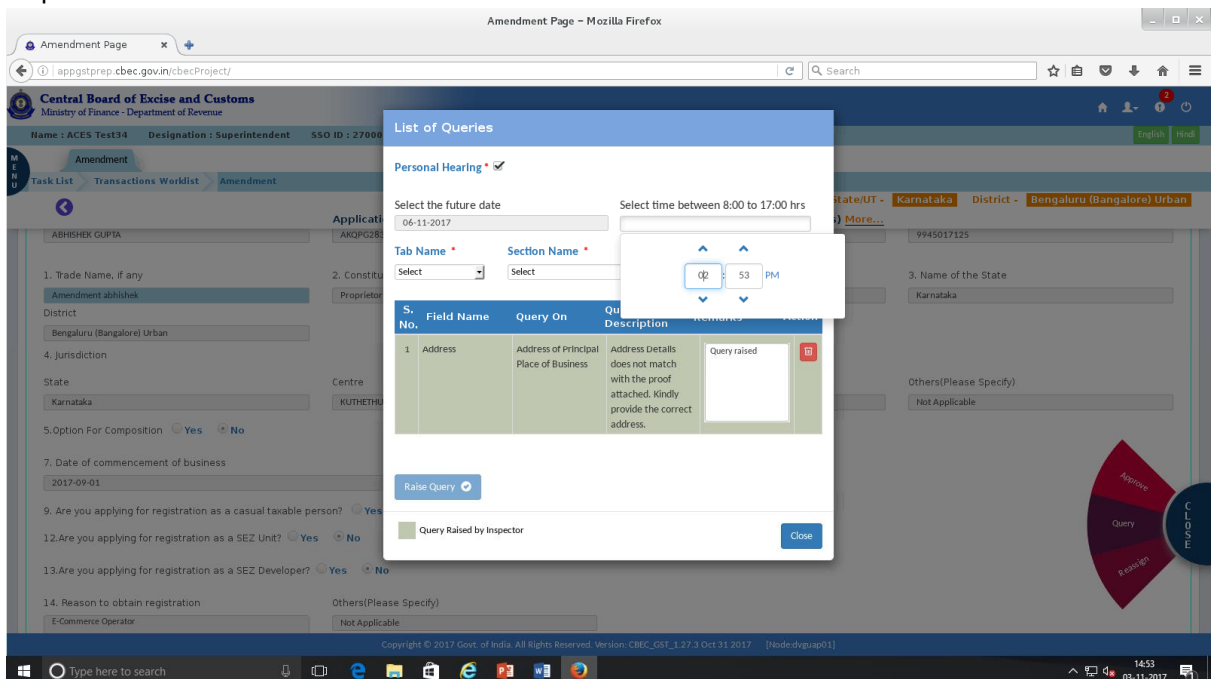 Amendment Page - Mozilla Firefox
Amendment Page
appgstprep.cbec.gov.in/cbecProject/
Search
Central Board of Excise and Customs
Ministry of Finance - Department of Revenue
2
Name : ACES Test34 Designation : Superintendent SSO ID : 27000
English Hindi
MENU
Amendment
Task List Transactions Worklist Amendment
State/UT - Karnataka District - Bengaluru (Bangalore) Urban
Applicati
) More...
ABHISHEK GUPTA
AKQPG283
9945017125
1. Trade Name, if any
2. Constitu
3. Name of the State
Amendment abhishek
Proprietor
Karnataka
District
Bengaluru (Bangalore) Urban
4. Jurisdiction
State
Centre
Others(Please Specify)
Karnataka
KUTHETHU
Not Applicable
5.Option For Composition Yes No
7. Date of commencement of business
2017-09-01
9. Are you applying for registration as a casual taxable person? Yes
12.Are you applying for registration as a SEZ Unit? Yes No
13.Are you applying for registration as a SEZ Developer? Yes No
14. Reason to obtain registration
Others(Please Specify)
E-Commerce Operator
Not Applicable
List of Queries
Personal Hearing *
Select the future date
Select time between 8:00 to 17:00 hrs
06-11-2017
Tab Name *
Section Name *
Select
Select
02 : 53 PM
S. No. Field Name Query On Description
1 Address
Address of Principal Place of Business
Address Details
does not match
with the proof
attached. Kindly
provide the correct
address.
Query raised
Raise Query
Query Raised by Inspector
Close
Approve
Query
Reassign
CLOSE
Copyright © 2017 Govt. of India. All Rights Reserved. Version: CBEC_GST_1.27.3 Oct 31 2017 [Node:dvguap01]
Type here to search
14:53
03-11-2017